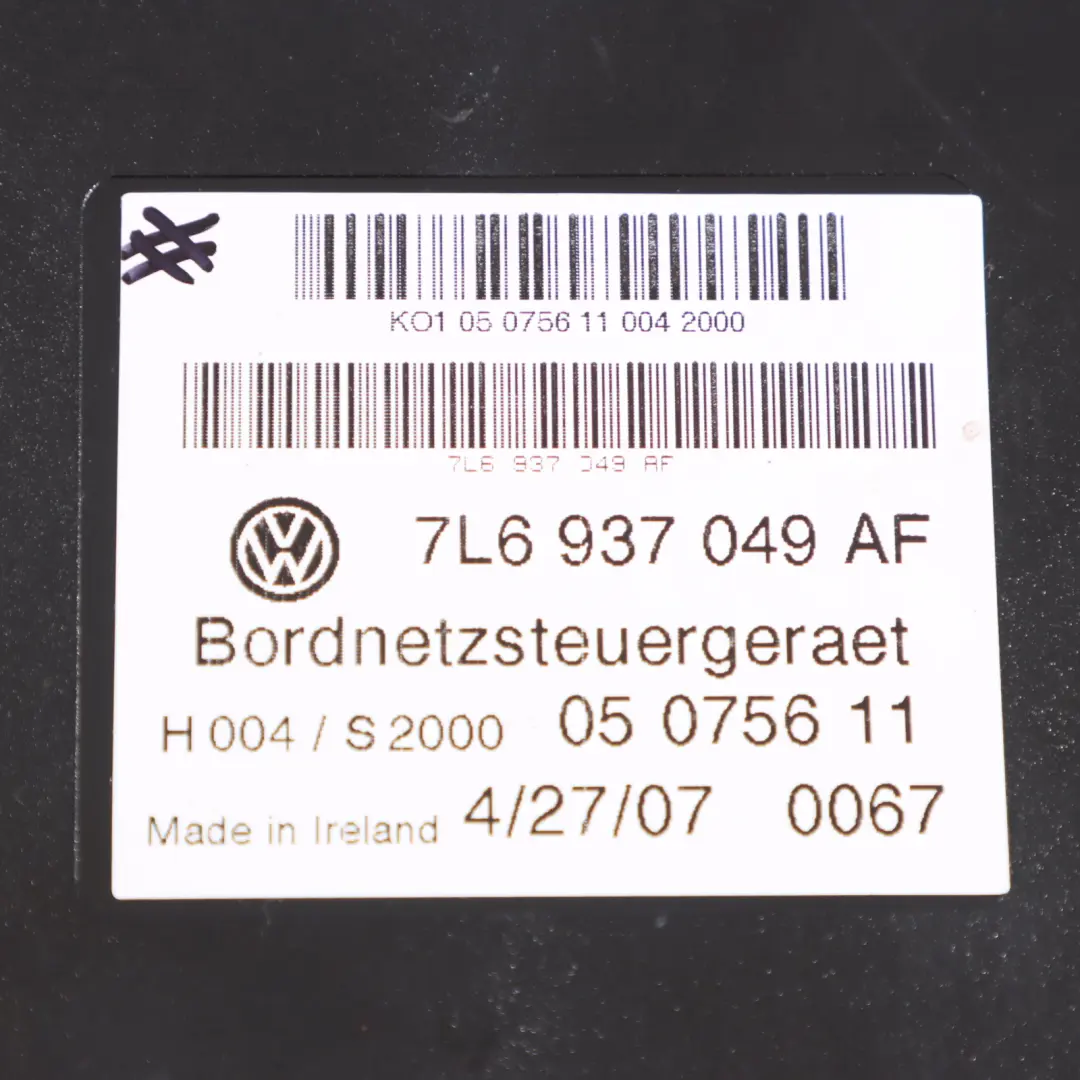 KO1 05 0756 11 004 2000
7L6 937 049 AF
VW 7L6 937 049 AF
Bordnetzsteuergeraet
H 004 / S 2000 05 0756 11
Made in Ireland 4/27/07 0067